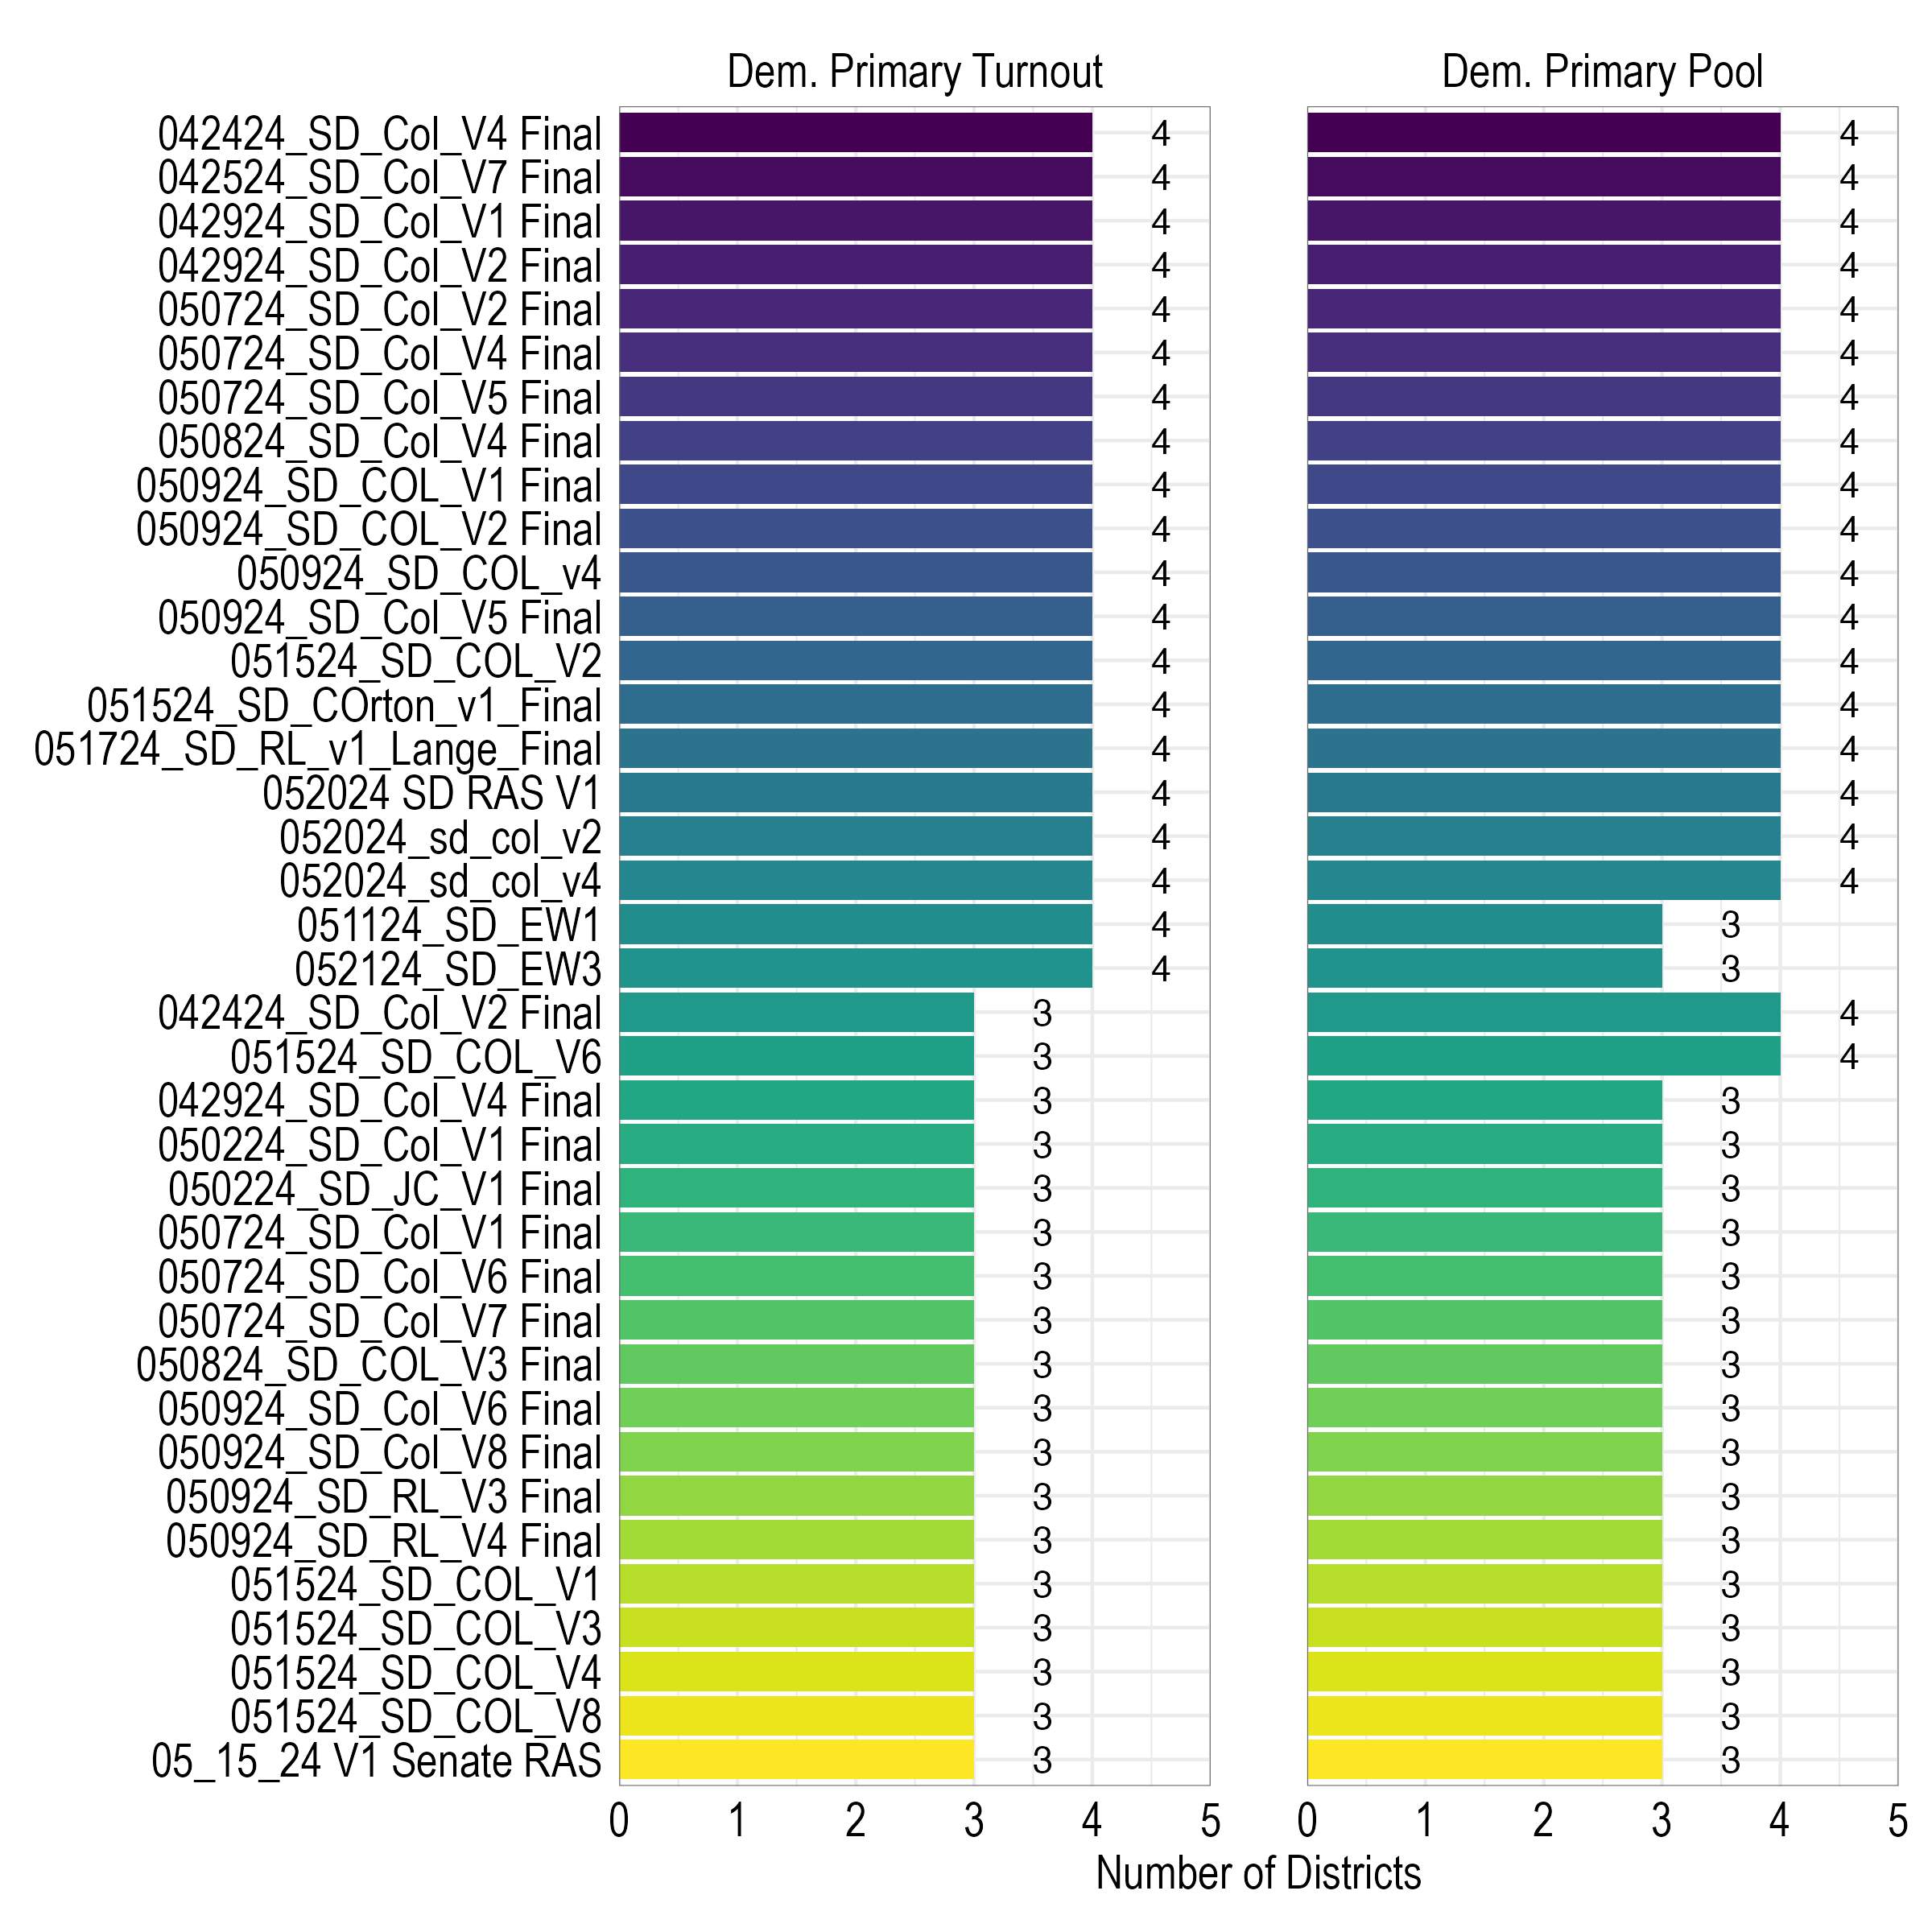 Dem. Primary Turnout Dem. Primary Pool
042424_SD_Col_V4 Final 4 4
042524_SD_Col_V7 Final 4 4
042924_SD_Col_V1 Final 4 4
042924_SD_Col_V2 Final 4 4
050724_SD_Col_V2 Final 4 4
050724_SD_Col_V4 Final 4 4
050724_SD_Col_V5 Final 4 4
050824_SD_Col_V4 Final 4 4
050924_SD_COL_V1 Final 4 4
050924_SD_COL_V2 Final 4 4
050924_SD_COL_v4 4 4
050924_SD_Col_V5 Final 4 4
051524_SD_COL_V2 4 4
051524_SD_COrton_v1_Final 4 4
051724_SD_RL_v1_Lange_Final 4 4
052024 SD RAS V1 4 4
052024_sd_col_v2 4 4
052024_sd_col_v4 4 4
051124_SD_EW1 4 3
052124_SD_EW3 4 3
042424_SD_Col_V2 Final 3 4
051524_SD_COL_V6 3 4
042924_SD_Col_V4 Final 3 3
050224_SD_Col_V1 Final 3 3
050224_SD_JC_V1 Final 3 3
050724_SD_Col_V1 Final 3 3
050724_SD_Col_V6 Final 3 3
050724_SD_Col_V7 Final 3 3
050824_SD_COL_V3 Final 3 3
050924_SD_Col_V6 Final 3 3
050924_SD_Col_V8 Final 3 3
050924_SD_RL_V3 Final 3 3
050924_SD_RL_V4 Final 3 3
051524_SD_COL_V1 3 3
051524_SD_COL_V3 3 3
051524_SD_COL_V4 3 3
051524_SD_COL_V8 3 3
05_15_24 V1 Senate RAS 3 3
0 1 2 3 4 5 0 1 2 3 4 5
Number of Districts